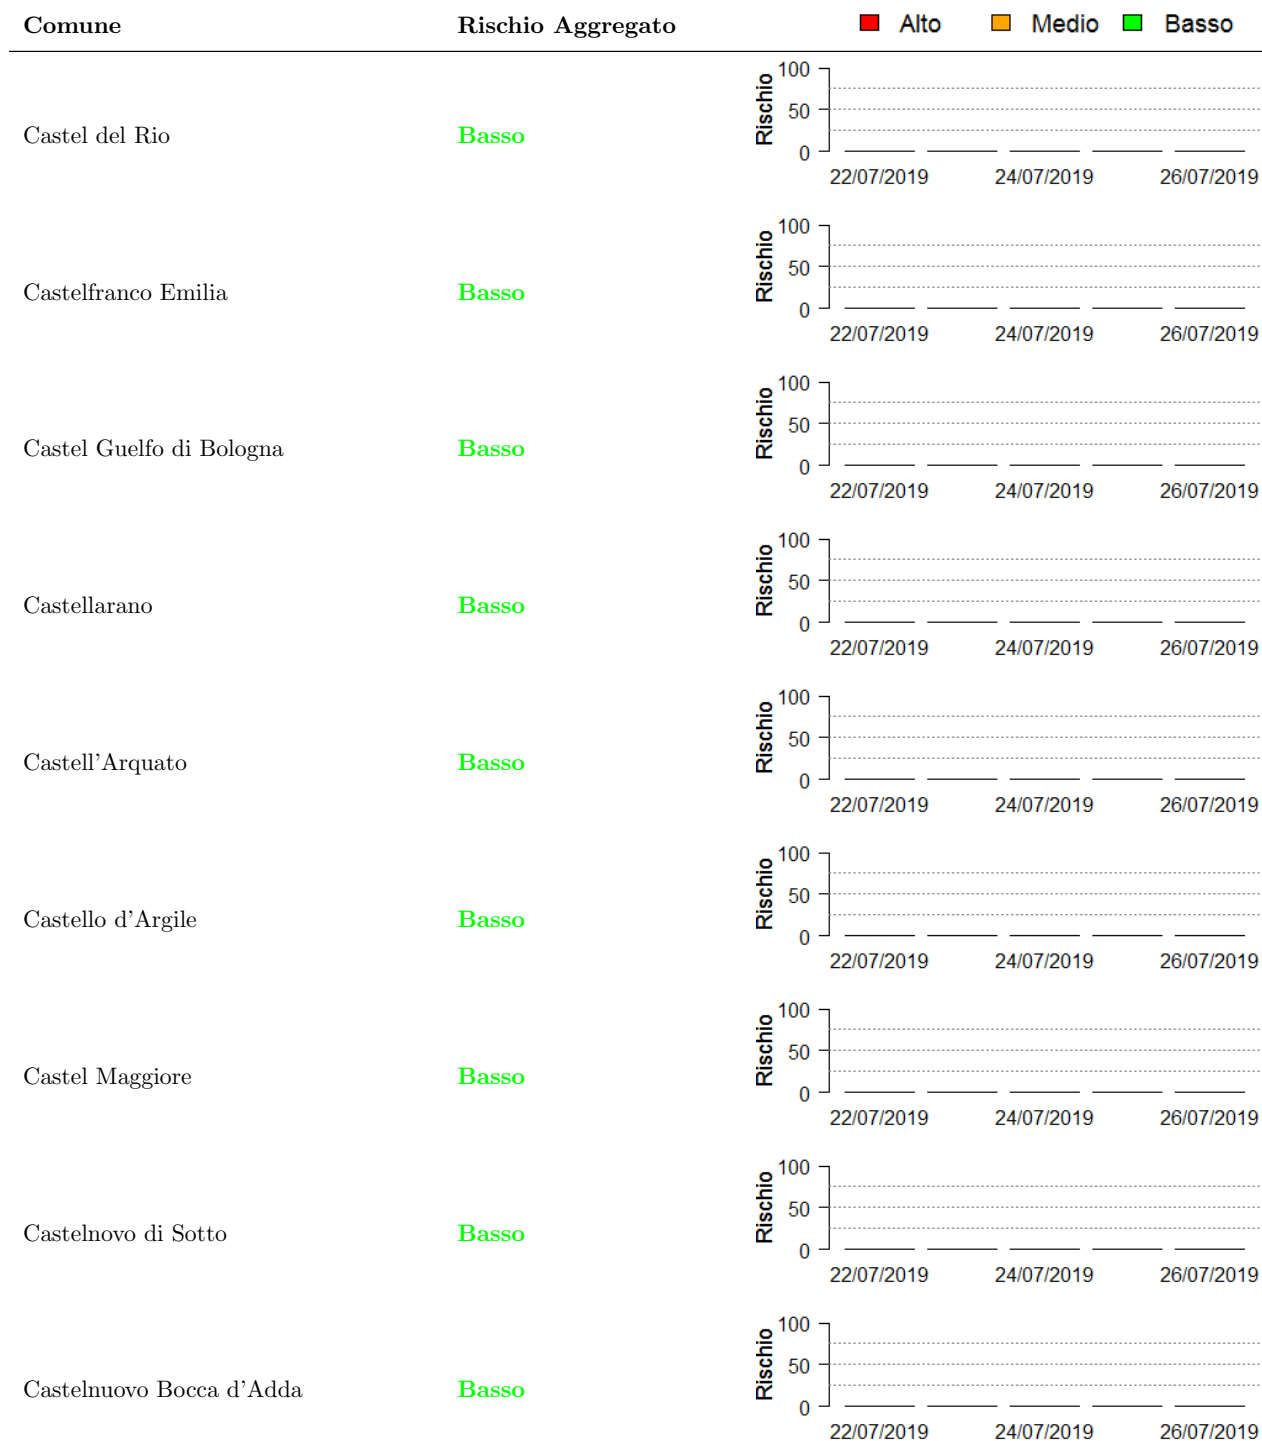 Comune Rischio Aggregato Alto Medio Basso
100
Rischio
50
Castel del Rio Basso
0
22/07/2019 24/07/2019 26/07/2019
100
Rischio
50
Castelfranco Emilia Basso
0
22/07/2019 24/07/2019 26/07/2019
100
Rischio
50
Castel Guelfo di Bologna Basso
0
22/07/2019 24/07/2019 26/07/2019
100
Rischio
50
Castellarano Basso
0
22/07/2019 24/07/2019 26/07/2019
100
Rischio
50
Castell'Arquato Basso
0
22/07/2019 24/07/2019 26/07/2019
100
Rischio
50
Castello d'Argile Basso
0
22/07/2019 24/07/2019 26/07/2019
100
Rischio
50
Castel Maggiore Basso
0
22/07/2019 24/07/2019 26/07/2019
100
Rischio
50
Castelnovo di Sotto Basso
0
22/07/2019 24/07/2019 26/07/2019
100
Rischio
50
Castelnuovo Bocca d'Adda Basso
0
22/07/2019 24/07/2019 26/07/2019